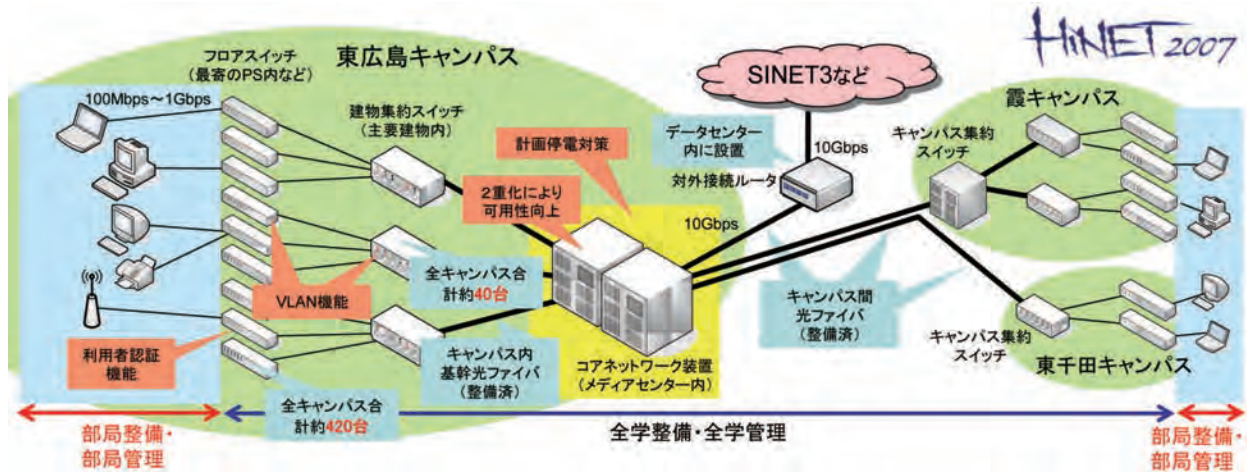 HiNET 2007
東広島キャンパス
フロアスイッチ
(最寄のPS内など)
100Mbps～1Gbps
建物集約スイッチ
(主要建物内)
計画停電対策
2重化により
可用性向上
SINET3など
データセンター
内に設置
10Gbps
対外接続ルータ
10Gbps
霞キャンパス
キャンパス集約
スイッチ
VLAN機能
全キャンパス合
計約40台
利用者認証
機能
キャンパス内
基幹光ファイバ
(整備済)
コアネットワーク装置
(メディアセンター内)
キャンパス間
光ファイバ
(整備済)
キャンパス集約
スイッチ
東千田キャンパス
全キャンパス合
計約420台
部局整備・
部局管理
全学整備・全学管理
部局整備・
部局管理